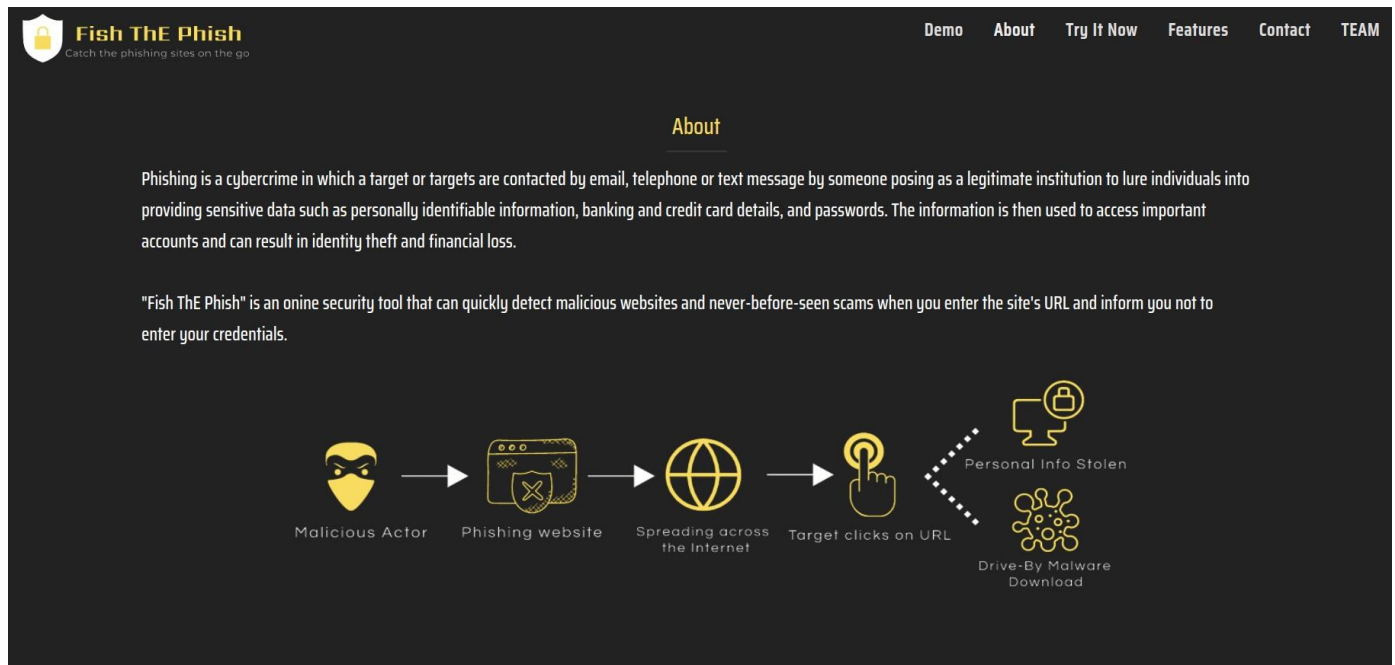 Fish ThE Phish
Catch the phishing sites on the go
Demo About Try It Now Features Contact TEAM
About
Phishing is a cybercrime in which a target or targets are contacted by email, telephone or text message by someone posing as a legitimate institution to lure individuals into
providing sensitive data such as personally identifiable information, banking and credit card details, and passwords. The information is then used to access important
accounts and can result in identity theft and financial loss.
"Fish ThE Phish" is an onine security tool that can quickly detect malicious websites and never-before-seen scams when you enter the site's URL and inform you not to
enter your credentials.
Malicious Actor
Phishing website
Spreading across
the Internet
Target clicks on URL
Personal Info Stolen
Drive-By Malware
Download